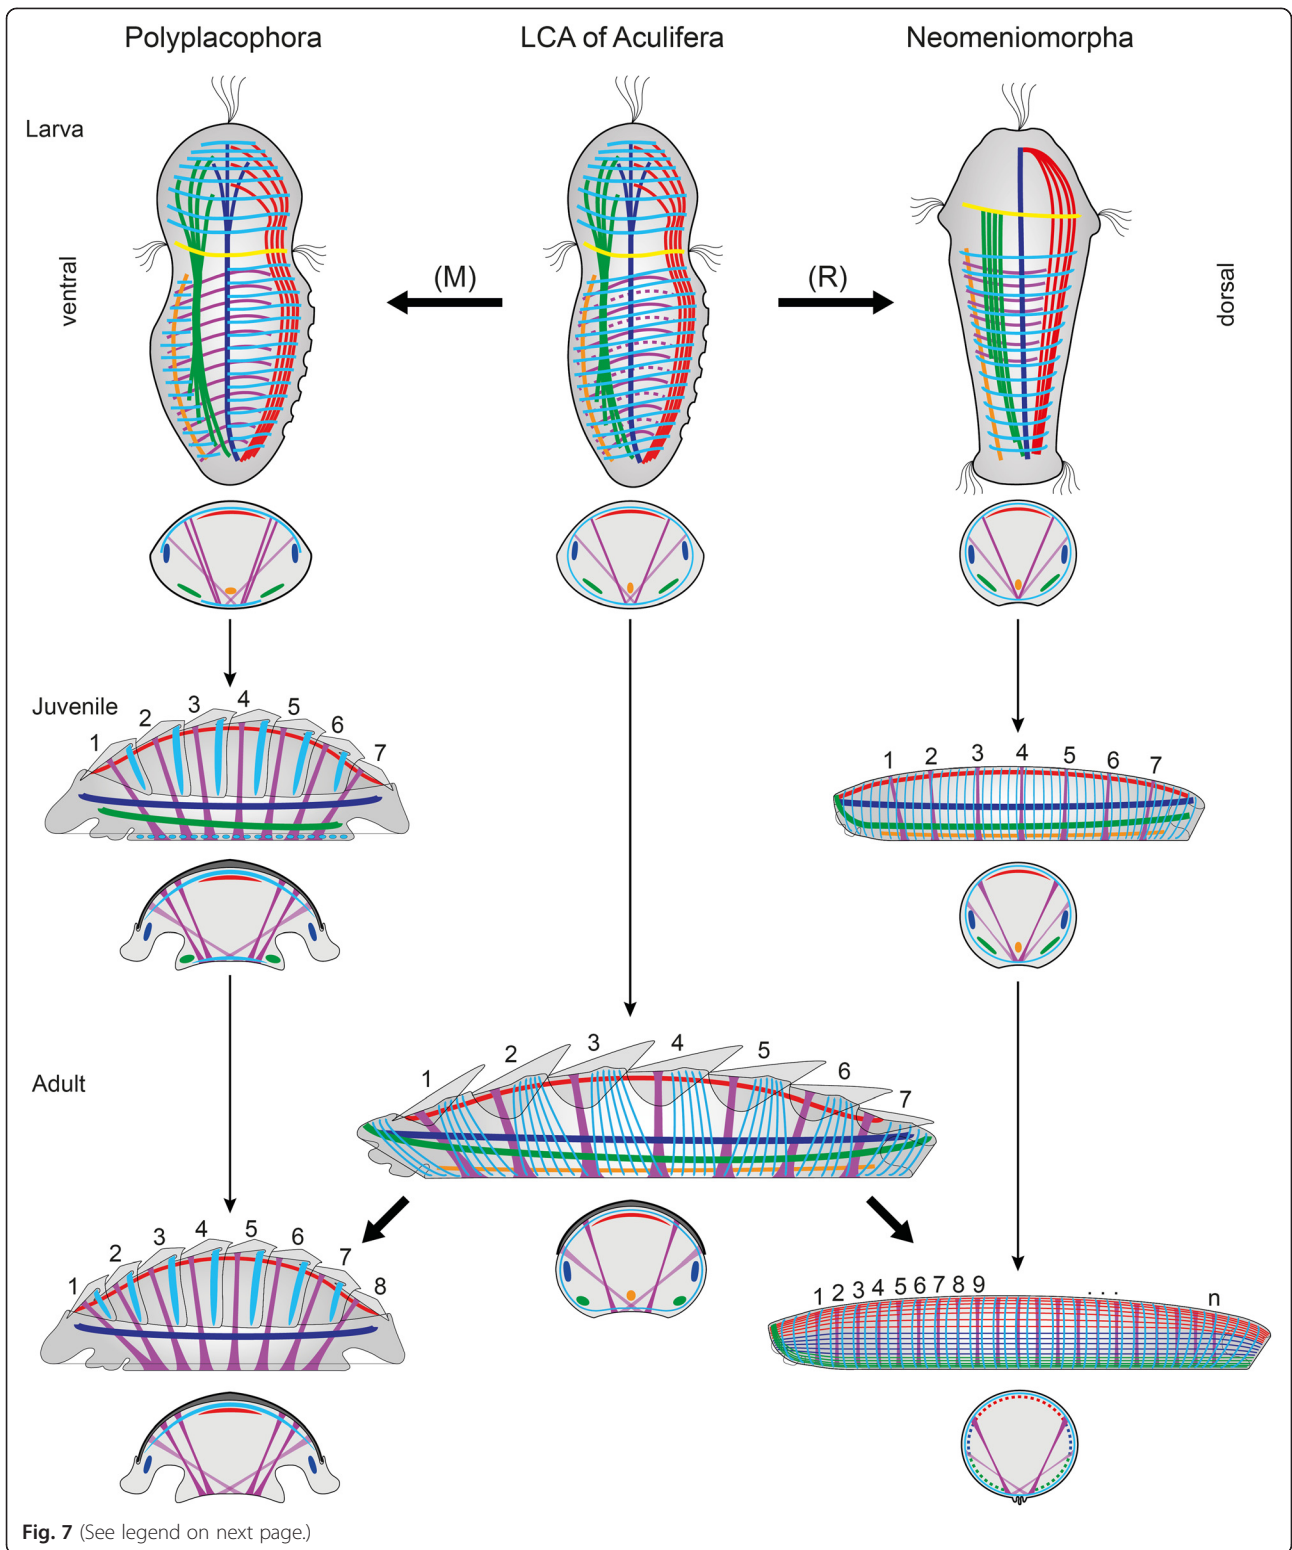 Polyplacophora LCA of Aculifera Neomeniomorpha
Larva
ventral
(M)
(R)
dorsal
Juvenile
1 2 3 4 5 6 7
1 2 3 4 5 6 7
Adult
1 2 3 4 5 6 7
1 2 3 4 5 6 7 8
1 2 3 4 5 6 7 8 9 . . . n
Fig. 7 (See legend on next page.)